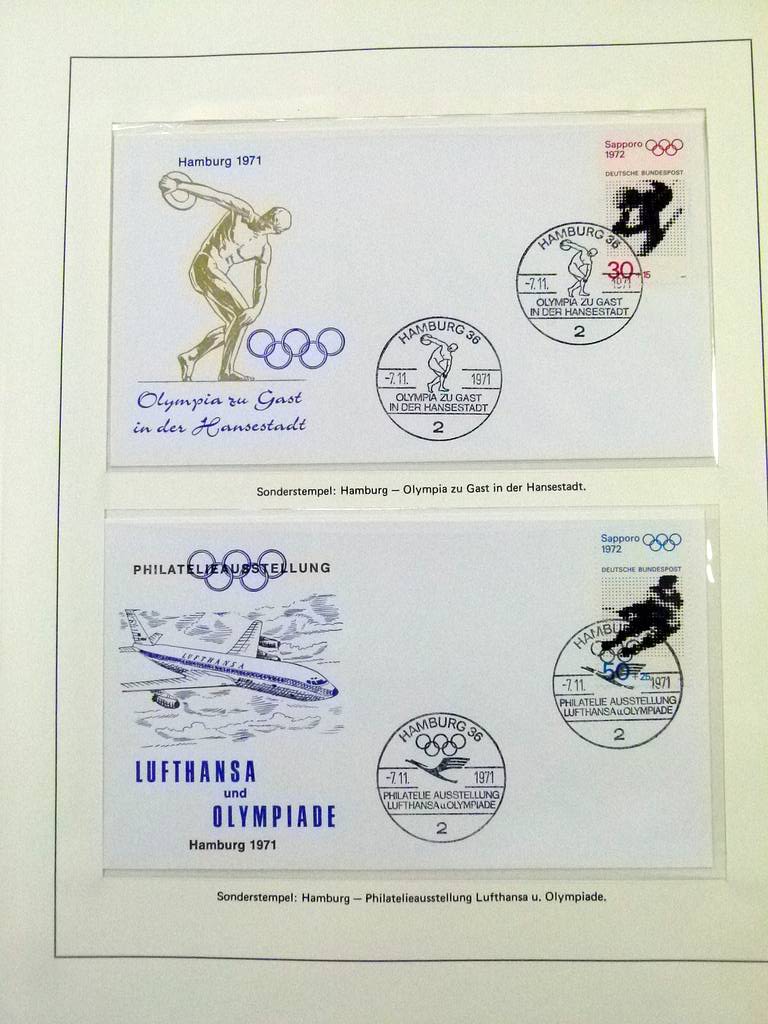 Hamburg 1971
Sapporo
1972
DEUTSCHE BUNDESPOST
30 + 15
HAMBURG 36
-7.11. 1971
OLYMPIA ZU GAST
IN DER HANSESTADT
2
HAMBURG 36
-7.11. 1971
OLYMPIA ZU GAST
IN DER HANSESTADT
2
Olympia zu Gast
in der Hansestadt
Sonderstempel: Hamburg – Olympia zu Gast in der Hansestadt.
PHILATELIEAUSSTELLUNG
LUFTHANSA
LUFTHANSA
und
OLYMPIADE
Hamburg 1971
Sapporo
1972
DEUTSCHE BUNDESPOST
50 + 25
HAMBURG
-7.11. 1971
PHILATELIE AUSSTELLUNG
LUFTHANSA u. OLYMPIADE
2
HAMBURG 36
-7.11. 1971
PHILATELIE AUSSTELLUNG
LUFTHANSA u. OLYMPIADE
2
Sonderstempel: Hamburg – Philatelieausstellung Lufthansa u. Olympiade.